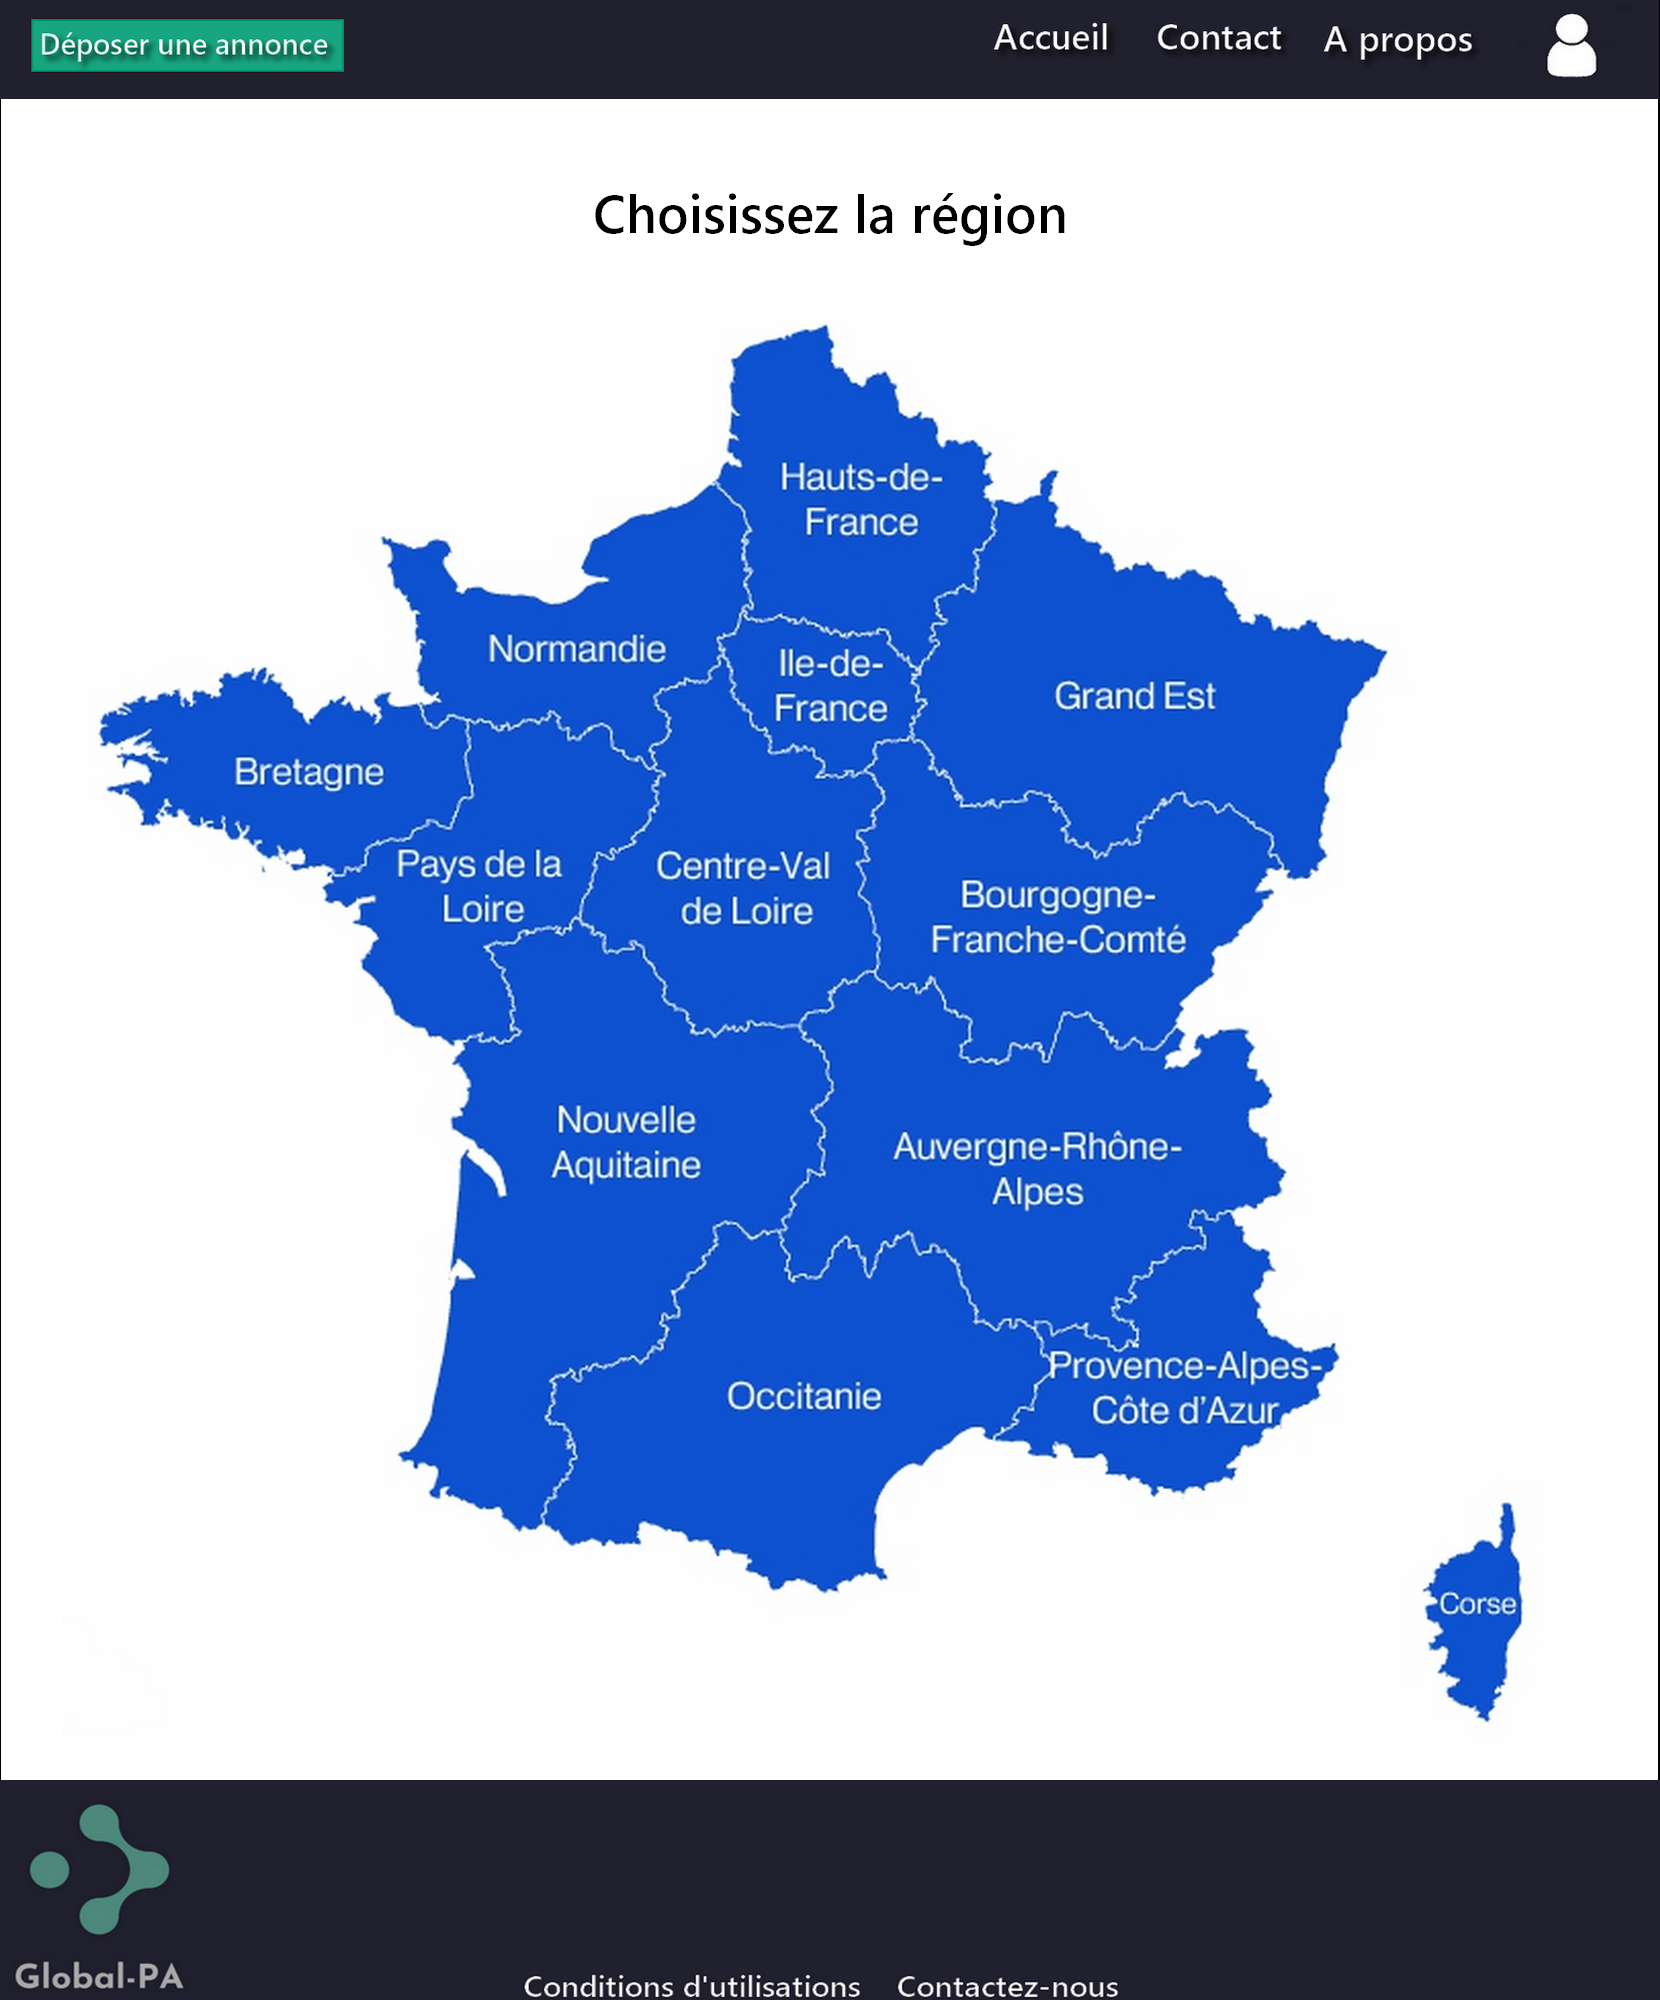 Déposer une annonce
Accueil
Contact
A propos
Choisissez la région
Hauts-de-
France
Normandie
Ile-de-
France
Grand Est
Bretagne
Pays de la
Loire
Centre-Val
de Loire
Bourgogne-
Franche-Comté
Nouvelle
Aquitaine
Auvergne-Rhône-
Alpes
Occitanie
Provence-Alpes-
Côte d'Azur
Corse
Global-PA
Conditions d'utilisations
Contactez-nous